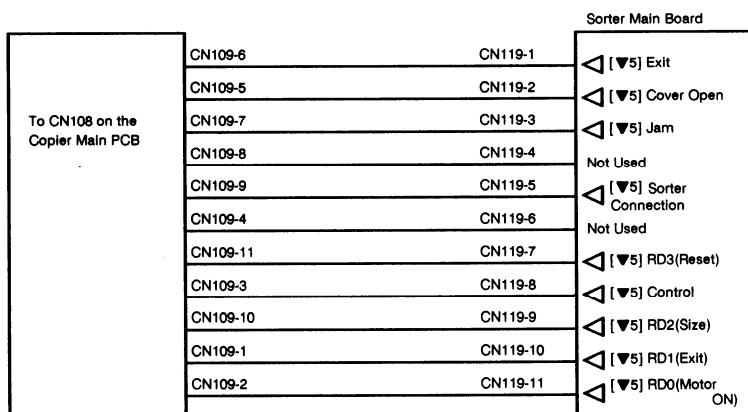 Sorter Main Board
To CN108 on the
Copier Main PCB
CN109-6 CN119-1 [▼5] Exit
CN109-5 CN119-2 [▼5] Cover Open
CN109-7 CN119-3 [▼5] Jam
CN109-8 CN119-4 Not Used
CN109-9 CN119-5 [▼5] Sorter
Connection
CN109-4 CN119-6 Not Used
CN109-11 CN119-7 [▼5] RD3(Reset)
CN109-3 CN119-8 [▼5] Control
CN109-10 CN119-9 [▼5] RD2(Size)
CN109-1 CN119-10 [▼5] RD1(Exit)
CN109-2 CN119-11 [▼5] RD0(Motor
ON)